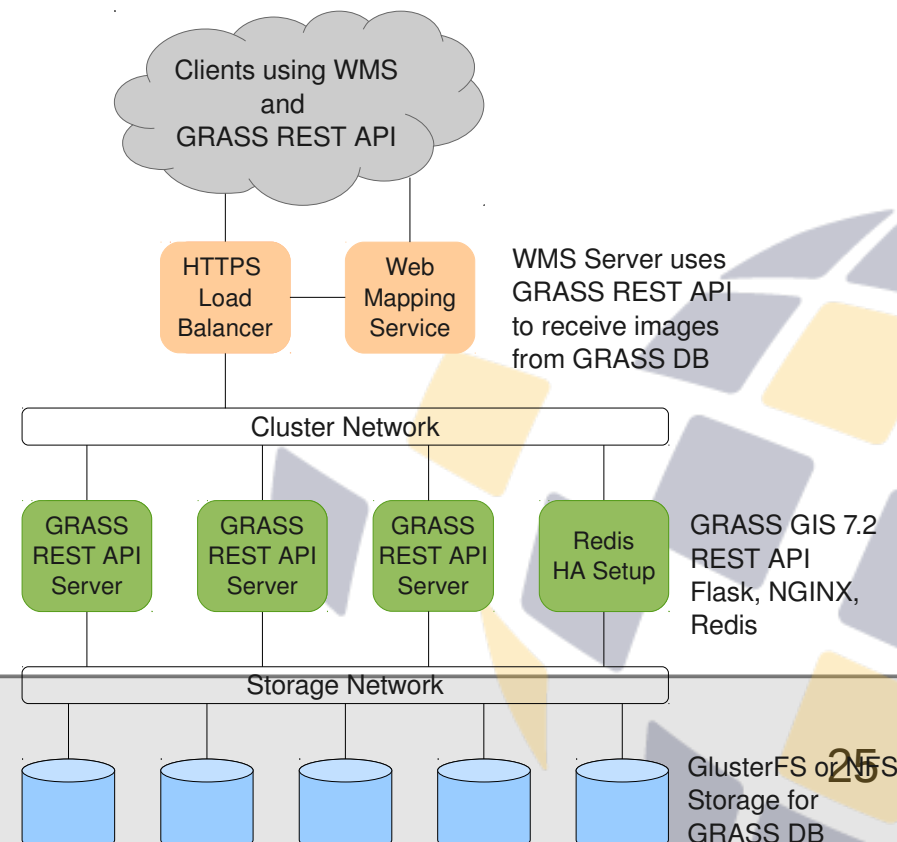 Clients using WMS
and
GRASS REST API
HTTPS
Load
Balancer
Web
Mapping
Service
WMS Server uses
GRASS REST API
to receive images
from GRASS DB
Cluster Network
GRASS
REST API
Server
GRASS
REST API
Server
GRASS
REST API
Server
Redis
HA Setup
GRASS GIS 7.2
REST API
Flask, NGINX,
Redis
Storage Network
25
GlusterFS or NFS
Storage for
GRASS DB